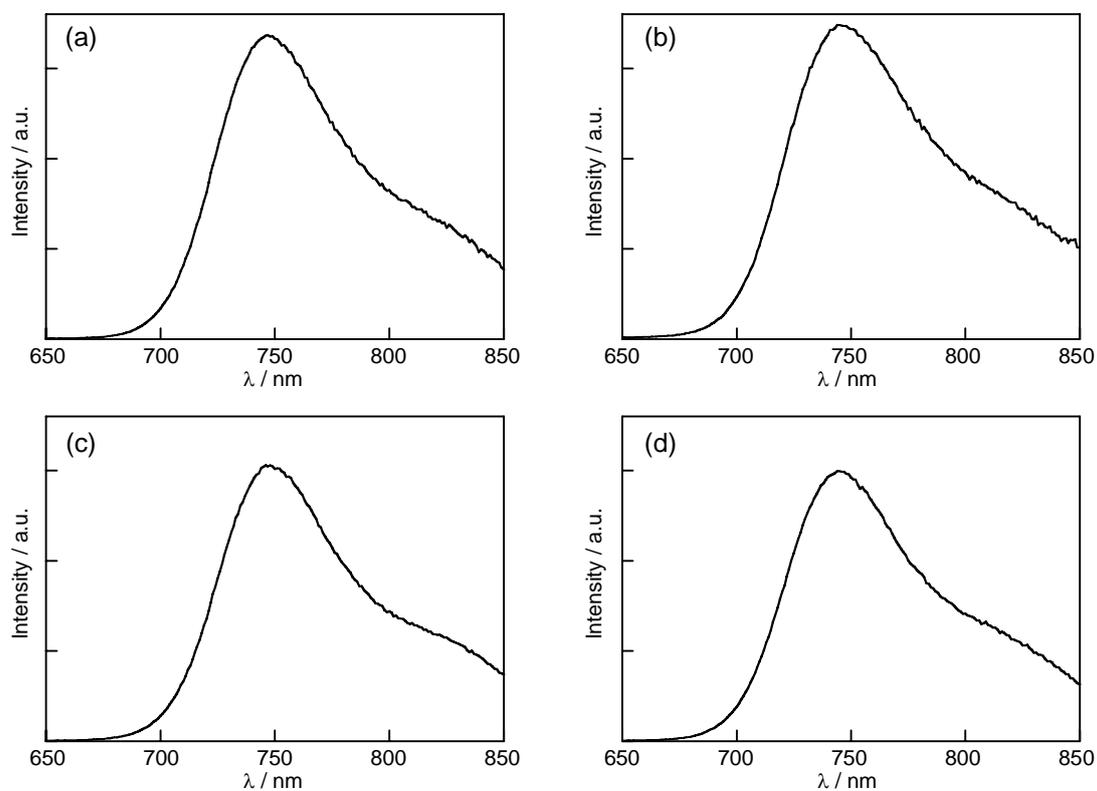 (a)
Intensity / a.u.
650 700 750 800 850
λ / nm
(b)
Intensity / a.u.
650 700 750 800 850
λ / nm
(c)
Intensity / a.u.
650 700 750 800 850
λ / nm
(d)
Intensity / a.u.
650 700 750 800 850
λ / nm